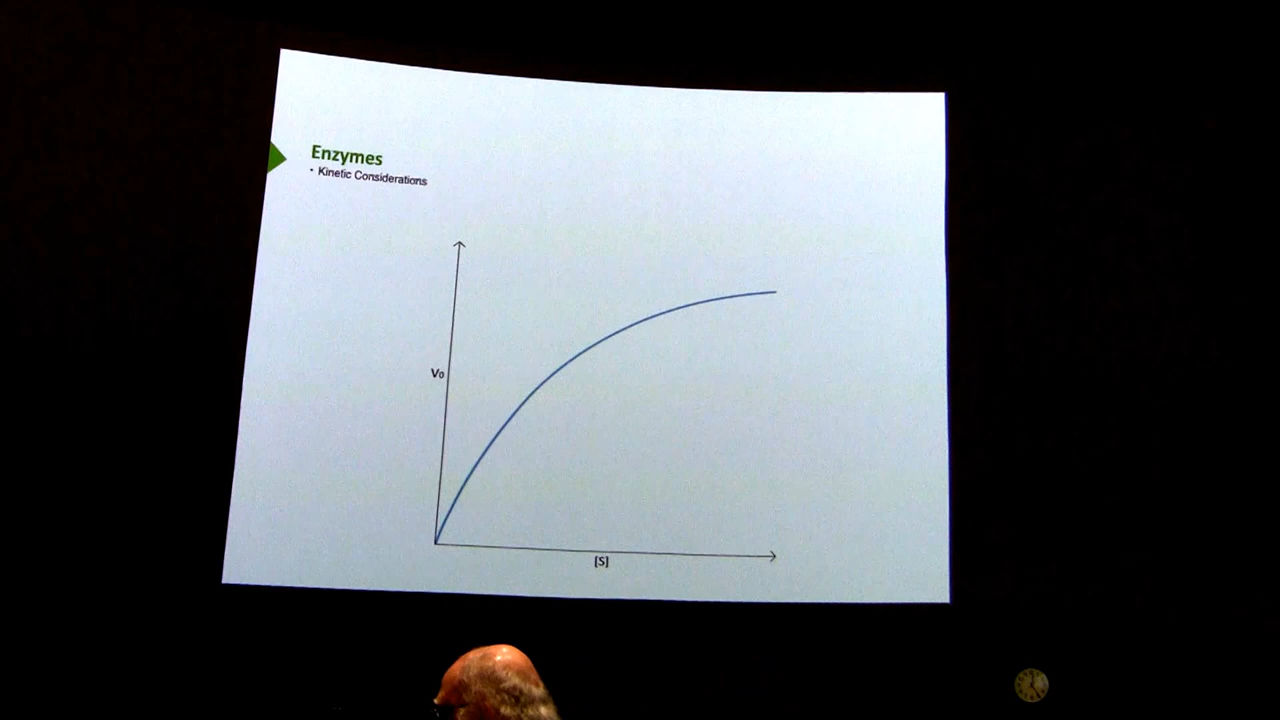 Enzymes
• Kinetic Considerations
V₀
[S]